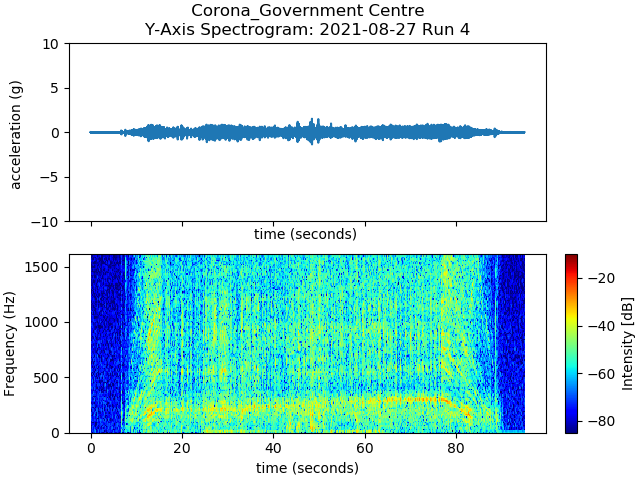 Corona_Government Centre
Y-Axis Spectrogram: 2021-08-27 Run 4
10
5
0
−5
−10
acceleration (g)
time (seconds)
1500
1000
500
0
Frequency (Hz)
0 20 40 60 80
time (seconds)
−20
−40
−60
−80
Intensity [dB]